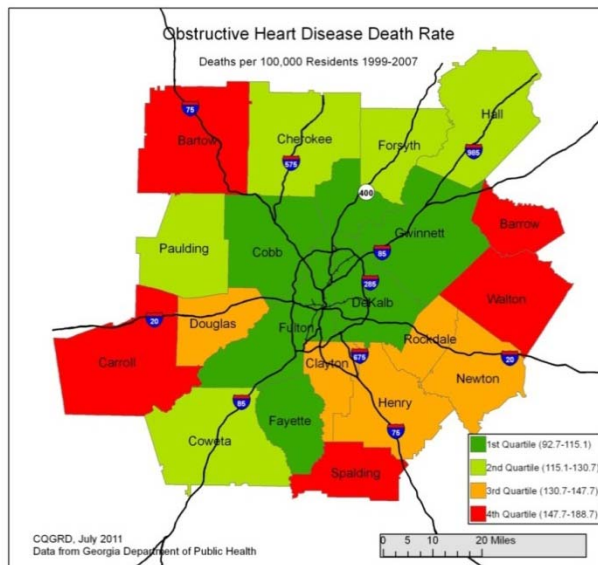 Obstructive Heart Disease Death Rate
Deaths per 100,000 Residents 1999-2007
75
Bartow
Cherokee
575
Forsyth
Hall
985
400
Barrow
Gwinnett
Paulding
Cobb
85
285
DeKalb
Walton
20
Douglas
Fulton
Rockdale
Carroll
Clayton
675
20
Newton
Henry
85
Fayette
75
Coweta
Spalding
1st Quartile (92.7-115.1)
2nd Quartile (115.1-130.7)
3rd Quartile (130.7-147.7)
4th Quartile (147.7-188.7)
CQGRD, July 2011
Data from Georgia Department of Public Health
0 5 10 20 Miles